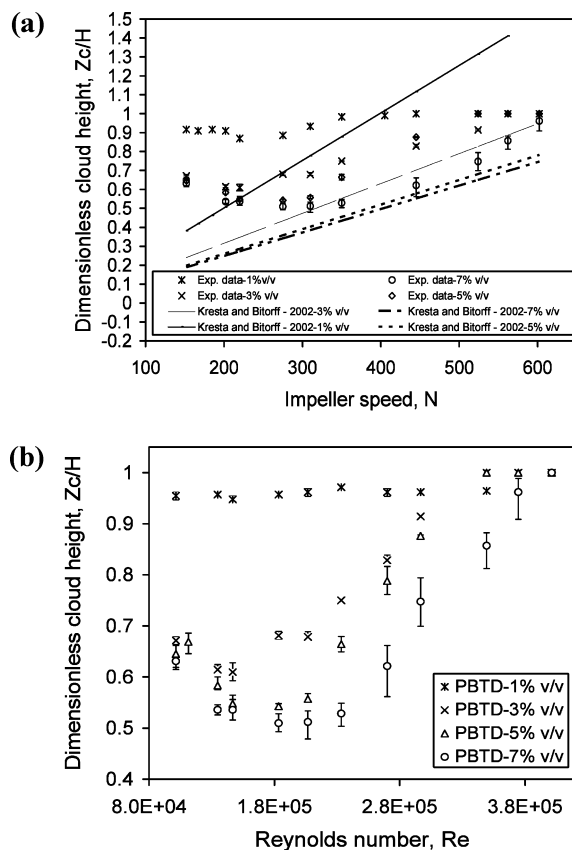 (a)
Dimensionless cloud height, Zc/H
1.5
1.4
1.3
1.2
1.1
1
0.9
0.8
0.7
0.6
0.5
0.4
0.3
0.2
0.1
0
-0.1
-0.2
Exp. data-1%v/v
Exp. data-7% v/v
Exp. data-3% v/v
Exp. data-5% v/v
Kresta and Bitorff - 2002-3% v/v
Kresta and Bitorff - 2002-7% v/v
Kresta and Bitorff - 2002-1% v/v
Kresta and Bitorff - 2002-5% v/v
100 200 300 400 500 600
Impeller speed, N
(b)
Dimensionless cloud height, Zc/H
1
0.9
0.8
0.7
0.6
0.5
0.4
PBTD-1% v/v
PBTD-3% v/v
PBTD-5% v/v
PBTD-7% v/v
8.0E+04 1.8E+05 2.8E+05 3.8E+05
Reynolds number, Re